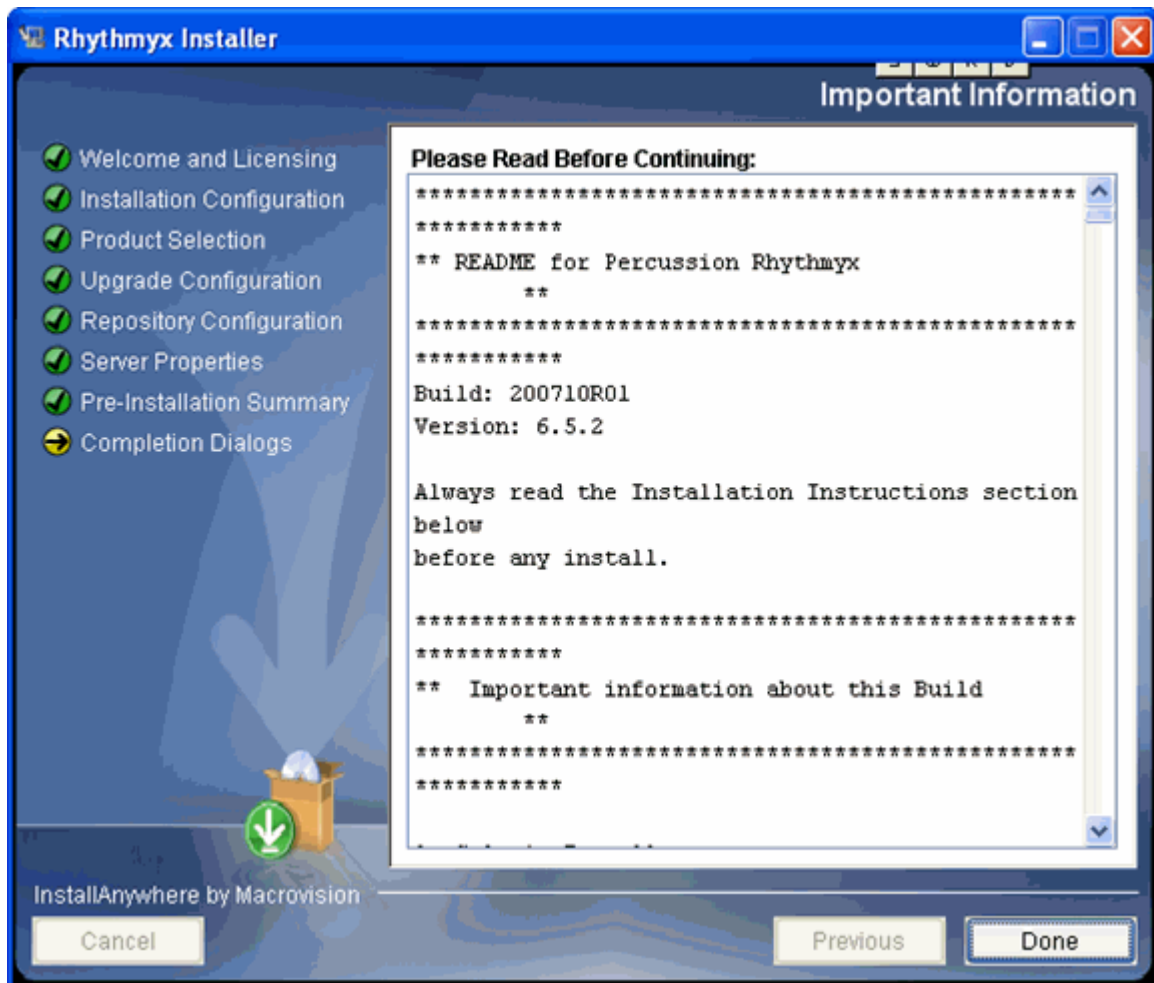 Rhythmyx Installer
Important Information
Welcome and Licensing
Installation Configuration
Product Selection
Upgrade Configuration
Repository Configuration
Server Properties
Pre-Installation Summary
Completion Dialogs
Please Read Before Continuing:
*************************************************
***********
** README for Percussion Rhythmyx
**
*************************************************
***********
Build: 200710R01
Version: 6.5.2
Always read the Installation Instructions section
below
before any install.
*************************************************
***********
** Important information about this Build
**
*************************************************
***********
InstallAnywhere by Macrovision
Cancel
Previous
Done